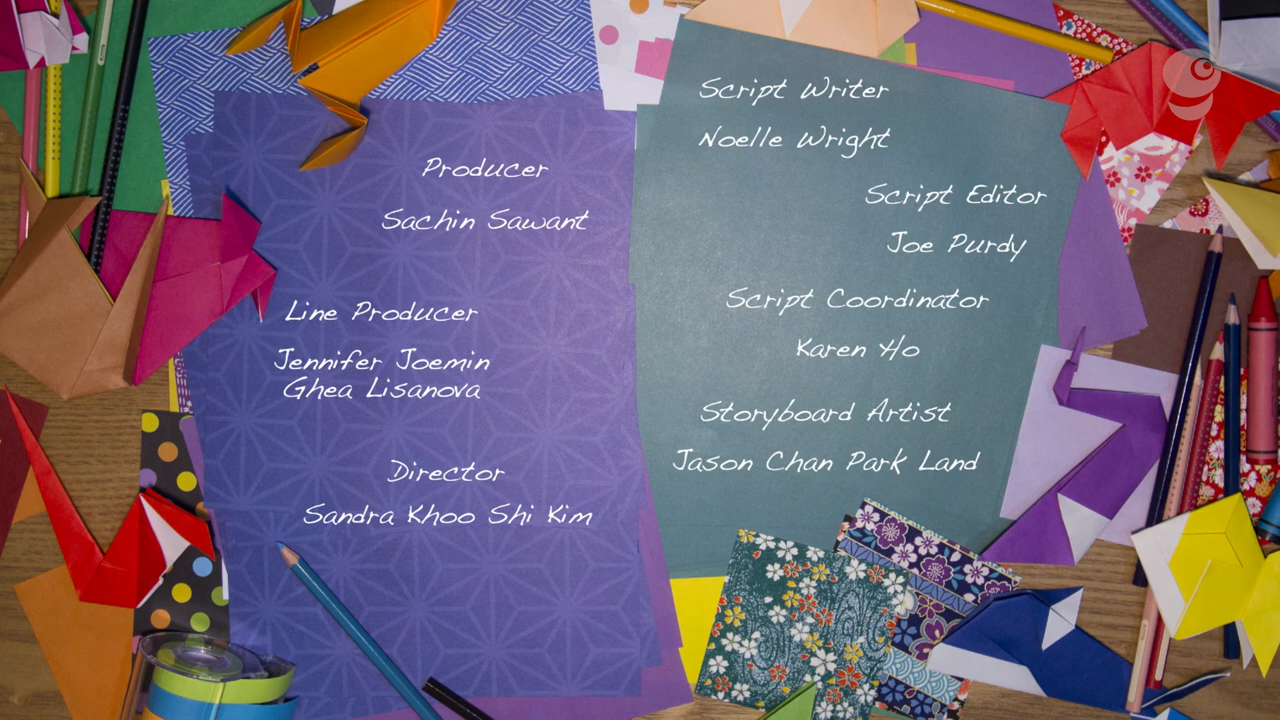 Producer
Sachin Sawant
Line Producer
Jennifer Joemin
Ghea Lisanova
Director
Sandra Khoo Shi Kim
Script Writer
Noelle Wright
Script Editor
Joe Purdy
Script Coordinator
Karen Ho
Storyboard Artist
Jason Chan Park Land